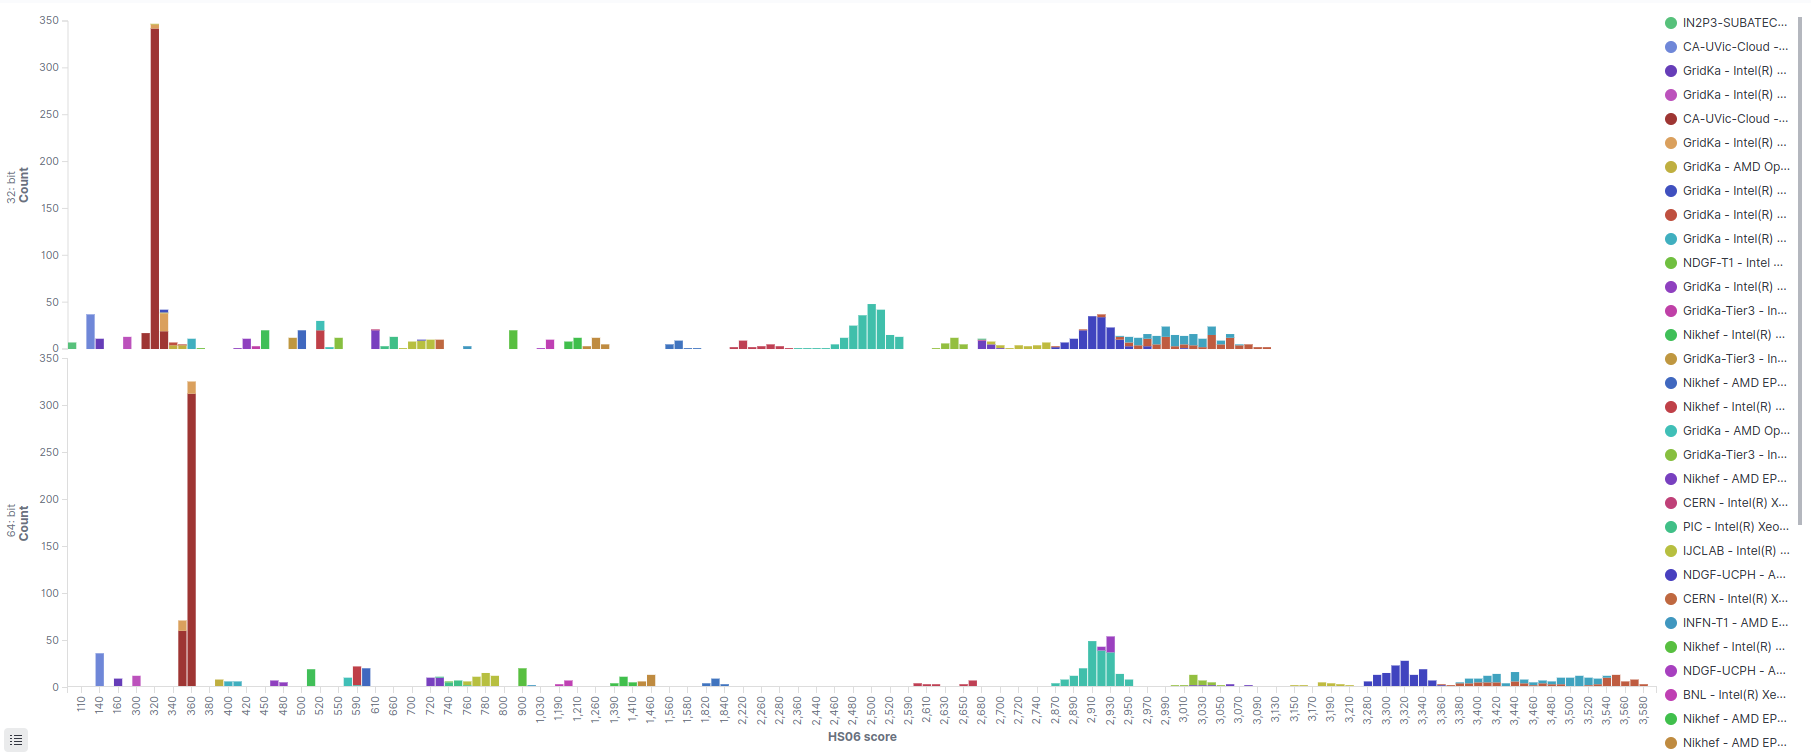 350
300
250
200
150
100
50
0
32: bit
Count
350
300
250
200
150
100
50
0
64: bit
Count
110 140 160 300 320 340 360 380 400 420 450 480 500 520 550 590 610 660 700 720 740 760 780 800 900 1,030 1,190 1,210 1,260 1,390 1,410 1,460 1,560 1,580 1,820 1,840 2,220 2,260 2,280 2,360 2,440 2,460 2,480 2,500 2,520 2,590 2,610 2,630 2,650 2,680 2,700 2,720 2,740 2,870 2,890 2,910 2,930 2,950 2,970 2,990 3,010 3,030 3,050 3,070 3,090 3,130 3,150 3,170 3,190 3,210 3,280 3,300 3,320 3,340 3,360 3,380 3,400 3,420 3,440 3,460 3,480 3,500 3,520 3,540 3,560 3,580
HS06 score
IN2P3-SUBATEC...
CA-UVic-Cloud -...
GridKa - Intel(R) ...
GridKa - Intel(R) ...
CA-UVic-Cloud -...
GridKa - Intel(R) ...
GridKa - AMD Op...
GridKa - Intel(R) ...
GridKa - Intel(R) ...
GridKa - Intel(R) ...
NDGF-T1 - Intel ...
GridKa - Intel(R) ...
GridKa-Tier3 - In...
Nikhef - Intel(R) ...
GridKa-Tier3 - In...
Nikhef - AMD EP...
Nikhef - Intel(R) ...
GridKa - AMD Op...
GridKa-Tier3 - In...
Nikhef - AMD EP...
CERN - Intel(R) X...
PIC - Intel(R) Xeo...
IJCLAB - Intel(R) ...
NDGF-UCPH - A...
CERN - Intel(R) X...
INFN-T1 - AMD E...
Nikhef - Intel(R) ...
NDGF-UCPH - A...
BNL - Intel(R) Xe...
Nikhef - AMD EP...
Nikhef - AMD EP...